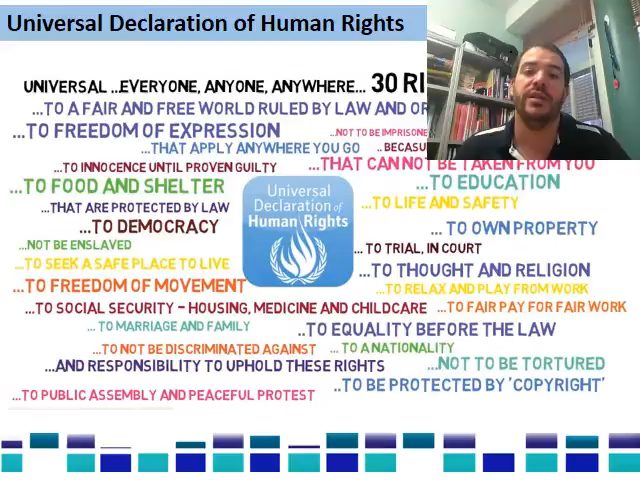 Universal Declaration of Human Rights
UNIVERSAL ...EVERYONE, ANYONE, ANYWHERE... 30 RI
...TO A FAIR AND FREE WORLD RULED BY LAW AND OR
...TO FREEDOM OF EXPRESSION
...NOT TO BE IMPRISONE
...THAT APPLY ANYWHERE YOU GO
..BECAUS
...TO INNOCENCE UNTIL PROVEN GUILTY
...THAT CANNOT BE TAKEN FROM YOU
...TO FOOD AND SHELTER
...TO EDUCATION
...THAT ARE PROTECTED BY LAW
...TO LIFE AND SAFETY
...TO DEMOCRACY
...TO OWN PROPERTY
...NOT BE ENSLAVED
...TO TRIAL, IN COURT
...TO SEEK A SAFE PLACE TO LIVE
...TO THOUGHT AND RELIGION
Universal
Declaration of
Human Rights
...TO FREEDOM OF MOVEMENT
...TO RELAX AND PLAY FROM WORK
...TO SOCIAL SECURITY – HOUSING, MEDICINE AND CHILDCARE
...TO FAIR PAY FOR FAIR WORK
...TO MARRIAGE AND FAMILY
..TO EQUALITY BEFORE THE LAW
...TO NOT BE DISCRIMINATED AGAINST
...TO A NATIONALITY
...AND RESPONSIBILITY TO UPHOLD THESE RIGHTS
...NOT TO BE TORTURED
...TO PUBLIC ASSEMBLY AND PEACEFUL PROTEST
..TO BE PROTECTED BY 'COPYRIGHT'